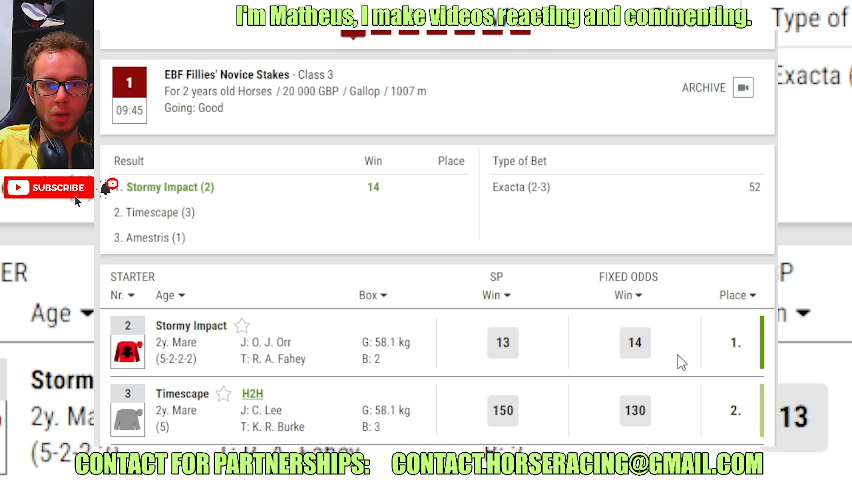 I'm Matheus, I make videos reacting and commenting.
Type of
1
EBF Fillies' Novice Stakes - Class 3
ARCHIVE
Exacta (
09:45
For 2 years old Horses / 20 000 GBP / Gallop / 1007 m
Going: Good
Result
Win
Place
Type of Bet
SUBSCRIBE
1. Stormy Impact (2)
14
Exacta (2-3)
52
2. Timescape (3)
3. Amestris (1)
ER
STARTER
SP
FIXED ODDS
P
Nr.
Age
Box
Win
Win
Place
Age
2
Stormy Impact
2y. Mare
J: O. J. Orr
G: 58.1 kg
13
14
1.
(5-2-2-2)
T: R. A. Fahey
B: 2
Storm
3
Timescape
H2H
2y. Ma
2y. Mare
J: C. Lee
G: 58.1 kg
150
130
2.
13
(5)
T: K. R. Burke
B: 3
(5-2-2
CONTACT FOR PARTNERSHIPS: CONTACT.HORSERACING@GMAIL.COM